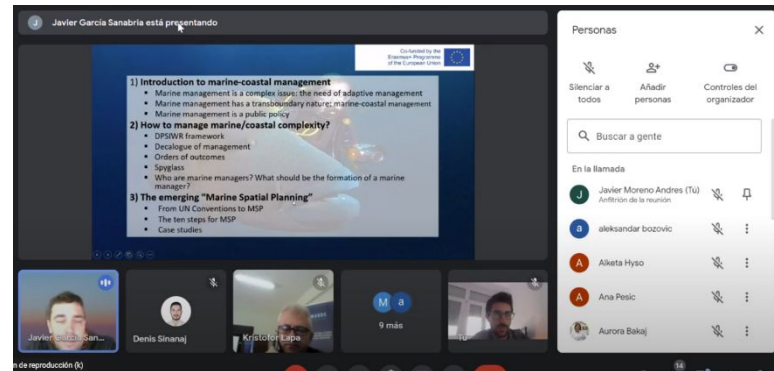 J Javier García Sanabria está presentando
Co-funded by the
Erasmus+ Programme
of the European Union
1) Introduction to marine-coastal management
▪ Marine management is a complex issue: the need of adaptive management
▪ Marine management has a transboundary nature: marine-coastal management
▪ Marine management is a public policy
2) How to manage marine/coastal complexity?
▪ DPSIWR framework
▪ Decalogue of management
▪ Orders of outcomes
▪ Spyglass
▪ Who are marine managers? What should be the formation of a marine
manager?
3) The emerging "Marine Spatial Planning"
▪ From UN Conventions to MSP
▪ The ten steps for MSP
▪ Case studies
Javier García San...
Denis Sinanaj
Kristofor Lapa
M a
9 más
Tú
n de reproducción (k)
Personas
Silenciar a
todos
Añadir
personas
Controles del
organizador
Buscar a gente
En la llamada
J Javier Moreno Andres (Tú)
Anfitrión de la reunión
a aleksandar bozovic
A Alketa Hyso
A Ana Pesic
Aurora Bakaj
14